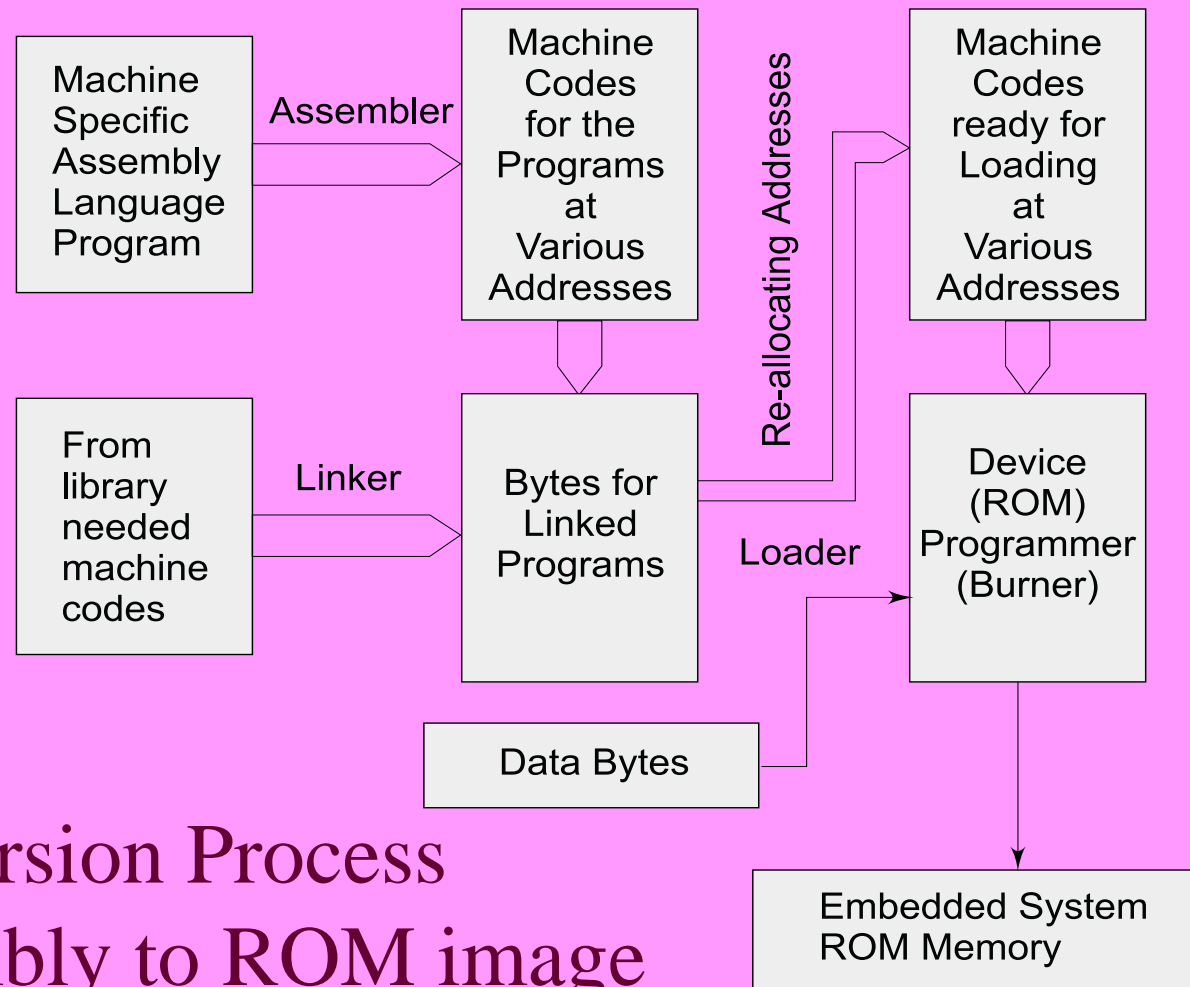 Machine
Specific
Assembly
Language
Program
Assembler
Machine
Codes
for the
Programs
at
Various
Addresses
Re-allocating Addresses
Machine
Codes
ready for
Loading
at
Various
Addresses
From
library
needed
machine
codes
Linker
Bytes for
Linked
Programs
Loader
Device
(ROM)
Programmer
(Burner)
Data Bytes
rsion Process
bly to ROM image
Embedded System
ROM Memory